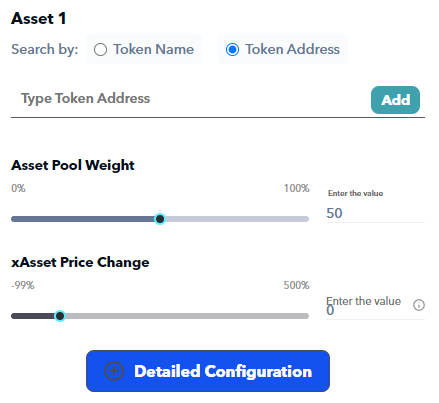 Asset 1
Search by: Token Name Token Address
Type Token Address Add
Asset Pool Weight
0% 100% Enter the value
50
xAsset Price Change
-99% 500% Enter the value
0
Detailed Configuration